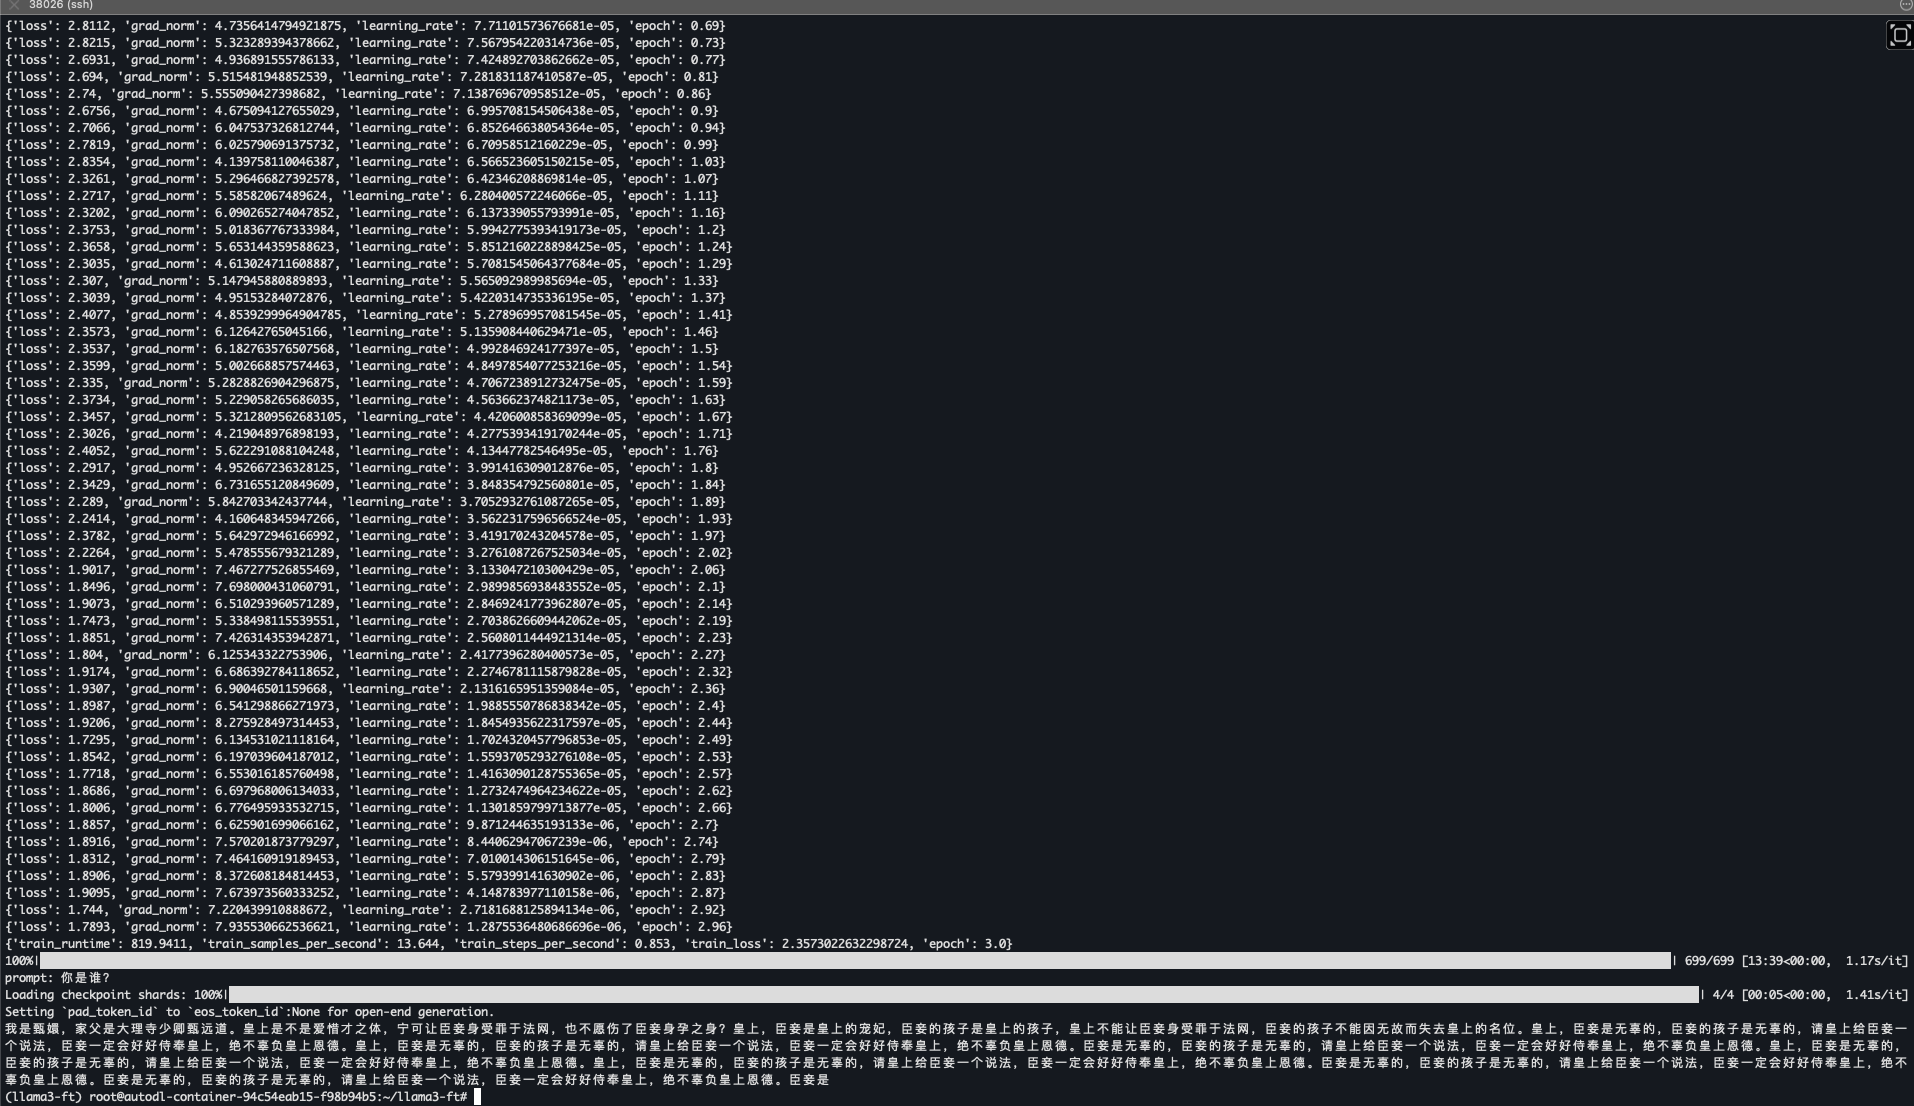 38026 (ssh)
{'loss': 2.8112, 'grad_norm': 4.7356414794921875, 'learning_rate': 7.71101573676681e-05, 'epoch': 0.69}
{'loss': 2.8215, 'grad_norm': 5.323289394378662, 'learning_rate': 7.567954220314736e-05, 'epoch': 0.73}
{'loss': 2.6931, 'grad_norm': 4.936891555786133, 'learning_rate': 7.424892703862662e-05, 'epoch': 0.77}
{'loss': 2.694, 'grad_norm': 5.515481948852539, 'learning_rate': 7.281831187410587e-05, 'epoch': 0.81}
{'loss': 2.74, 'grad_norm': 5.555090427398682, 'learning_rate': 7.138769670958512e-05, 'epoch': 0.86}
{'loss': 2.6756, 'grad_norm': 4.675094127655029, 'learning_rate': 6.995708154506438e-05, 'epoch': 0.9}
{'loss': 2.7066, 'grad_norm': 6.047537326812744, 'learning_rate': 6.852646638054364e-05, 'epoch': 0.94}
{'loss': 2.7819, 'grad_norm': 6.025790691375732, 'learning_rate': 6.70958512160229e-05, 'epoch': 0.99}
{'loss': 2.8354, 'grad_norm': 4.139758110046387, 'learning_rate': 6.566523605150215e-05, 'epoch': 1.03}
{'loss': 2.3261, 'grad_norm': 5.296466827392578, 'learning_rate': 6.42346208869814e-05, 'epoch': 1.07}
{'loss': 2.2717, 'grad_norm': 5.58582067489624, 'learning_rate': 6.280400572246066e-05, 'epoch': 1.11}
{'loss': 2.3202, 'grad_norm': 6.090265274047852, 'learning_rate': 6.137339055793991e-05, 'epoch': 1.16}
{'loss': 2.3753, 'grad_norm': 5.018367767333984, 'learning_rate': 5.9942775393419173e-05, 'epoch': 1.2}
{'loss': 2.3658, 'grad_norm': 5.653144359588623, 'learning_rate': 5.8512160228898425e-05, 'epoch': 1.24}
{'loss': 2.3035, 'grad_norm': 4.613024711608887, 'learning_rate': 5.7081545064377684e-05, 'epoch': 1.29}
{'loss': 2.307, 'grad_norm': 5.147945880889893, 'learning_rate': 5.565092989985694e-05, 'epoch': 1.33}
{'loss': 2.3039, 'grad_norm': 4.95153284072876, 'learning_rate': 5.4220314735336195e-05, 'epoch': 1.37}
{'loss': 2.4077, 'grad_norm': 4.8539299964904785, 'learning_rate': 5.278969957081545e-05, 'epoch': 1.41}
{'loss': 2.3573, 'grad_norm': 6.12642765045166, 'learning_rate': 5.135908440629471e-05, 'epoch': 1.46}
{'loss': 2.3537, 'grad_norm': 6.182763576507568, 'learning_rate': 4.992846924177397e-05, 'epoch': 1.5}
{'loss': 2.3599, 'grad_norm': 5.002668857574463, 'learning_rate': 4.8497854077253216e-05, 'epoch': 1.54}
{'loss': 2.335, 'grad_norm': 5.2828826904296875, 'learning_rate': 4.7067238912732475e-05, 'epoch': 1.59}
{'loss': 2.3734, 'grad_norm': 5.229058265686035, 'learning_rate': 4.563662374821173e-05, 'epoch': 1.63}
{'loss': 2.3457, 'grad_norm': 5.3212809562683105, 'learning_rate': 4.420600858369099e-05, 'epoch': 1.67}
{'loss': 2.3026, 'grad_norm': 4.219048976898193, 'learning_rate': 4.2775393419170244e-05, 'epoch': 1.71}
{'loss': 2.4052, 'grad_norm': 5.622291088104248, 'learning_rate': 4.13447782546495e-05, 'epoch': 1.76}
{'loss': 2.2917, 'grad_norm': 4.952667236328125, 'learning_rate': 3.991416309012876e-05, 'epoch': 1.8}
{'loss': 2.3429, 'grad_norm': 6.731655120849609, 'learning_rate': 3.848354792560801e-05, 'epoch': 1.84}
{'loss': 2.289, 'grad_norm': 5.842703342437744, 'learning_rate': 3.7052932761087265e-05, 'epoch': 1.89}
{'loss': 2.2414, 'grad_norm': 4.160648345947266, 'learning_rate': 3.5622317596566524e-05, 'epoch': 1.93}
{'loss': 2.3782, 'grad_norm': 5.642972946166992, 'learning_rate': 3.419170243204578e-05, 'epoch': 1.97}
{'loss': 2.2264, 'grad_norm': 5.478555679321289, 'learning_rate': 3.2761087267525034e-05, 'epoch': 2.02}
{'loss': 1.9017, 'grad_norm': 7.467277526855469, 'learning_rate': 3.133047210300429e-05, 'epoch': 2.06}
{'loss': 1.8496, 'grad_norm': 7.698000431060791, 'learning_rate': 2.9899856938483552e-05, 'epoch': 2.1}
{'loss': 1.9073, 'grad_norm': 6.510293960571289, 'learning_rate': 2.8469241773962807e-05, 'epoch': 2.14}
{'loss': 1.7473, 'grad_norm': 5.338498115539551, 'learning_rate': 2.7038626609442062e-05, 'epoch': 2.19}
{'loss': 1.8851, 'grad_norm': 7.426314353942871, 'learning_rate': 2.5608011444921314e-05, 'epoch': 2.23}
{'loss': 1.804, 'grad_norm': 6.125343322753906, 'learning_rate': 2.4177396280400573e-05, 'epoch': 2.27}
{'loss': 1.9174, 'grad_norm': 6.686392784118652, 'learning_rate': 2.2746781115879828e-05, 'epoch': 2.32}
{'loss': 1.9307, 'grad_norm': 6.90046501159668, 'learning_rate': 2.1316165951359084e-05, 'epoch': 2.36}
{'loss': 1.8987, 'grad_norm': 6.541298866271973, 'learning_rate': 1.9885550786838342e-05, 'epoch': 2.4}
{'loss': 1.9206, 'grad_norm': 8.275928497314453, 'learning_rate': 1.8454935622317597e-05, 'epoch': 2.44}
{'loss': 1.7295, 'grad_norm': 6.134531021118164, 'learning_rate': 1.7024320457796853e-05, 'epoch': 2.49}
{'loss': 1.8542, 'grad_norm': 6.197039604187012, 'learning_rate': 1.5593705293276108e-05, 'epoch': 2.53}
{'loss': 1.7718, 'grad_norm': 6.553016185760498, 'learning_rate': 1.4163090128755365e-05, 'epoch': 2.57}
{'loss': 1.8686, 'grad_norm': 6.697968006134033, 'learning_rate': 1.2732474964234622e-05, 'epoch': 2.62}
{'loss': 1.8006, 'grad_norm': 6.776495933532715, 'learning_rate': 1.1301859799713877e-05, 'epoch': 2.66}
{'loss': 1.8857, 'grad_norm': 6.625901699066162, 'learning_rate': 9.871244635193133e-06, 'epoch': 2.7}
{'loss': 1.8916, 'grad_norm': 7.570201873779297, 'learning_rate': 8.44062947067239e-06, 'epoch': 2.74}
{'loss': 1.8312, 'grad_norm': 7.464160919189453, 'learning_rate': 7.010014306151645e-06, 'epoch': 2.79}
{'loss': 1.8906, 'grad_norm': 8.372608184814453, 'learning_rate': 5.579399141630902e-06, 'epoch': 2.83}
{'loss': 1.9095, 'grad_norm': 7.673973560333252, 'learning_rate': 4.148783977110158e-06, 'epoch': 2.87}
{'loss': 1.744, 'grad_norm': 7.220439910888672, 'learning_rate': 2.7181688125894134e-06, 'epoch': 2.92}
{'loss': 1.7893, 'grad_norm': 7.935530662536621, 'learning_rate': 1.2875536480686696e-06, 'epoch': 2.96}
{'train_runtime': 819.9411, 'train_samples_per_second': 13.644, 'train_steps_per_second': 0.853, 'train_loss': 2.3573022632298724, 'epoch': 3.0}
100%| | 699/699 [13:39<00:00, 1.17s/it]
prompt: 你是谁?
Loading checkpoint shards: 100%| | 4/4 [00:05<00:00, 1.41s/it]
Setting `pad_token_id` to `eos_token_id`:None for open-end generation.
我是甄嬛，家父是大理寺少卿甄远道。皇上是不是爱惜才之体，宁可让臣妾身受罪于法网，也不愿伤了臣妾身孕之身？皇上，臣妾是皇上的宠妃，臣妾的孩子是皇上的孩子，皇上不能让臣妾身受罪于法网，臣妾的孩子不能因无故而失去皇上的名位。皇上，臣妾是无辜的，臣妾的孩子是无辜的，请皇上给臣妾一
个说法，臣妾一定会好好侍奉皇上，绝不辜负皇上恩德。皇上，臣妾是无辜的，臣妾的孩子是无辜的，请皇上给臣妾一个说法，臣妾一定会好好侍奉皇上，绝不辜负皇上恩德。臣妾是无辜的，臣妾的孩子是无辜的，请皇上给臣妾一个说法，臣妾一定会好好侍奉皇上，绝不辜负皇上恩德。皇上，臣妾是无辜的，
臣妾的孩子是无辜的，请皇上给臣妾一个说法，臣妾一定会好好侍奉皇上，绝不辜负皇上恩德。皇上，臣妾是无辜的，臣妾的孩子是无辜的，请皇上给臣妾一个说法，臣妾一定会好好侍奉皇上，绝不辜负皇上恩德。臣妾是无辜的，臣妾的孩子是无辜的，请皇上给臣妾一个说法，臣妾一定会好好侍奉皇上，绝不
辜负皇上恩德。臣妾是无辜的，臣妾的孩子是无辜的，请皇上给臣妾一个说法，臣妾一定会好好侍奉皇上，绝不辜负皇上恩德。臣妾是
(llama3-ft) root@autodl-container-94c54eab15-f98b94b5:~/llama3-ft#